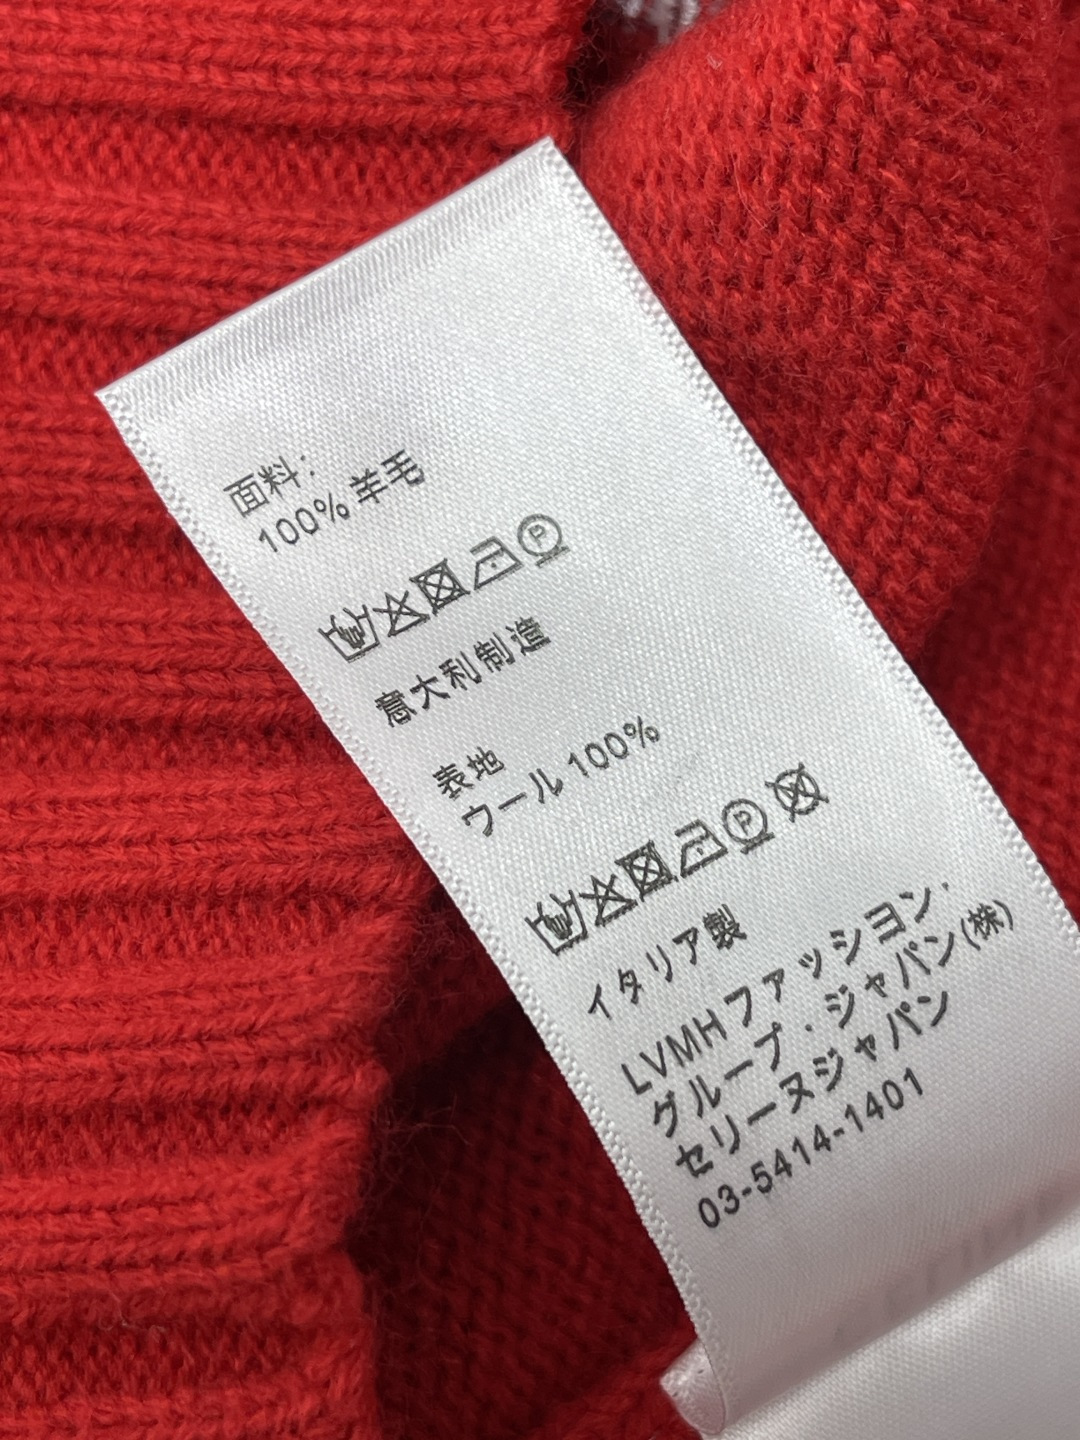 面料:
100% 羊毛
意大利制造
表地
ウール 100%
イタリア製
LVMHファッション・
グループ・ジャパン(株)
セリーヌジャパン
03-5414-1401